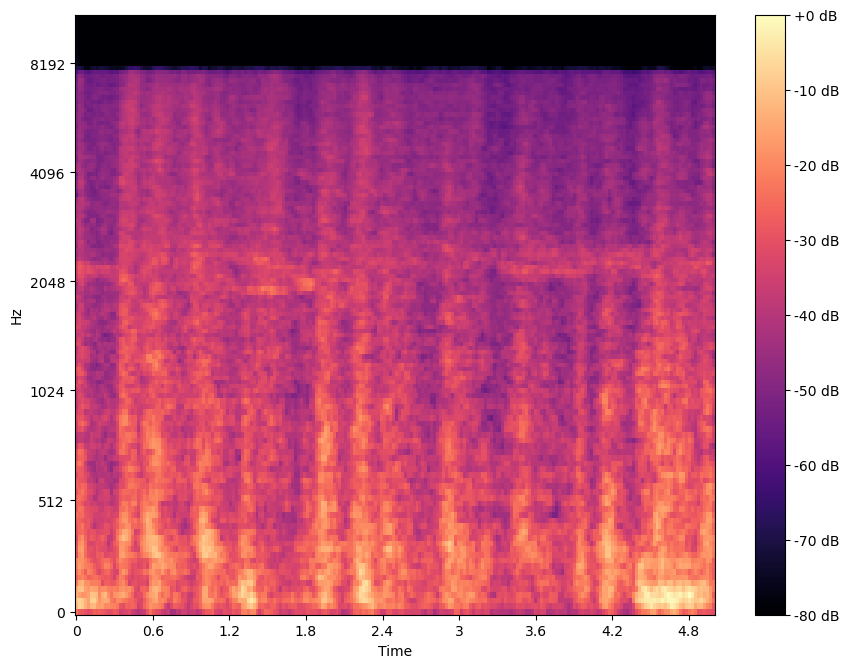 +0 dB
8192
-10 dB
4096
-20 dB
-30 dB
2048
Hz
-40 dB
1024
-50 dB
512
-60 dB
-70 dB
0
-80 dB
0 0.6 1.2 1.8 2.4 3 3.6 4.2 4.8
Time